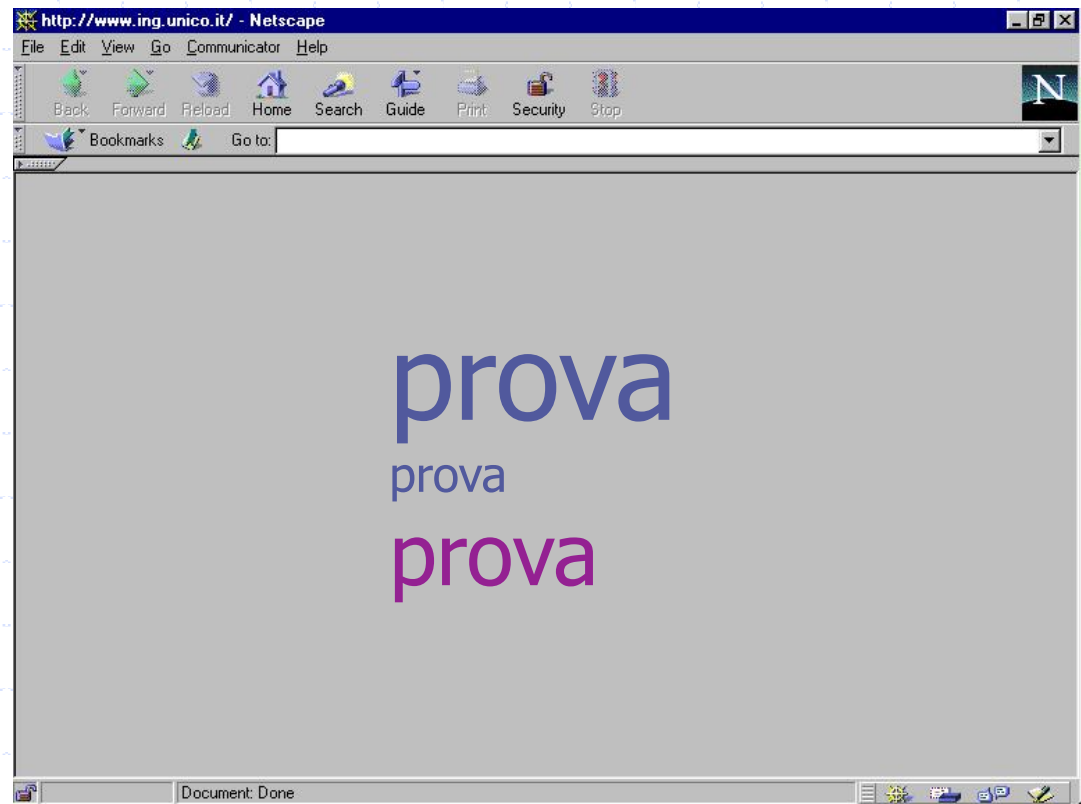 http://www.ing.unico.it/ - Netscape
File Edit View Go Communicator Help
Back Forward Reload Home Search Guide Print Security Stop
N
Bookmarks Go to:
prova
prova
prova
Document: Done